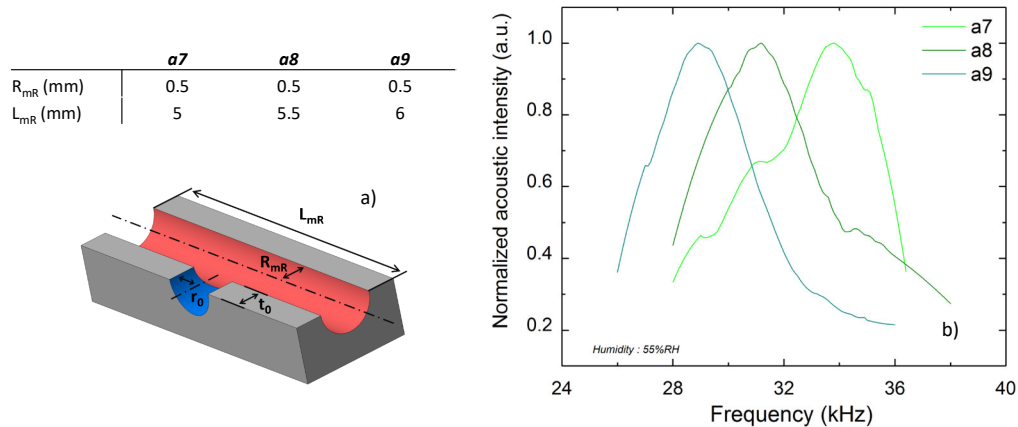 a7 a8 a9
RmR (mm) 0.5 0.5 0.5
LmR (mm) 5 5.5 6
a)
LmR
RmR
r0
t0
Normalized acoustic intensity (a.u.)
1.0
0.8
0.6
0.4
0.2
a7
a8
a9
b)
Humidity : 55%RH
24 28 32 36 40
Frequency (kHz)